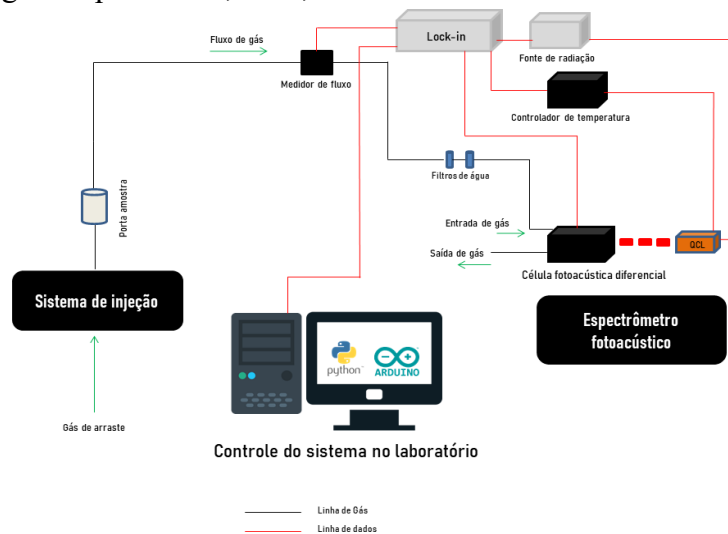 Fluxo de gás
Lock-in
Fonte de radiação
Medidor de fluxo
Controlador de temperatura
Filtros de água
Porta amostra
Entrada de gás
Saída de gás
QCL
Célula fotoacústica diferencial
Sistema de injeção
Espectrômetro
fotoacústico
python
ARDUINO
Gás de arraste
Controle do sistema no laboratório
Linha de Gás
Linha de dados